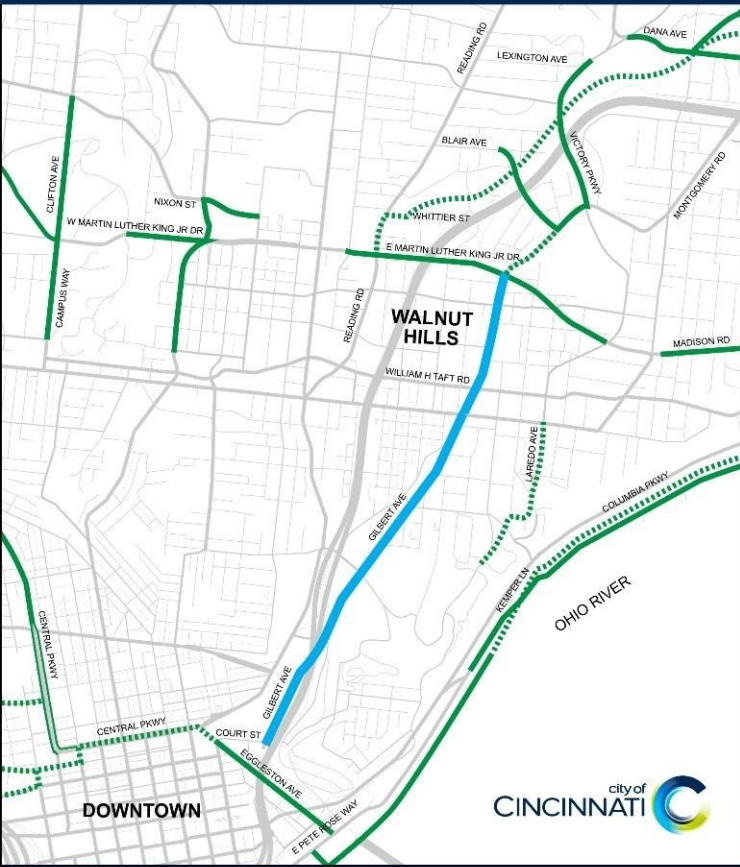 DANA AVE
READING RD
LEXINGTON AVE
BLAIR AVE
VICTORY PKWY
MONTGOMERY RD
CLIFTON AVE
NIXON ST
WHITTIER ST
W MARTIN LUTHER KING JR DR
E MARTIN LUTHER KING JR DR
CAMPUS WAY
READING RD
WALNUT
HILLS
MADISON RD
WILLIAM H TAFT RD
LAREDO AVE
COLUMBIA PKWY
GILBERT AVE
KEMPER LN
OHIO RIVER
CENTRAL PKWY
GILBERT AVE
CENTRAL PKWY
COURT ST
EGGLESTON AVE
DOWNTOWN
E PETE ROSE WAY
city of
CINCINNATI